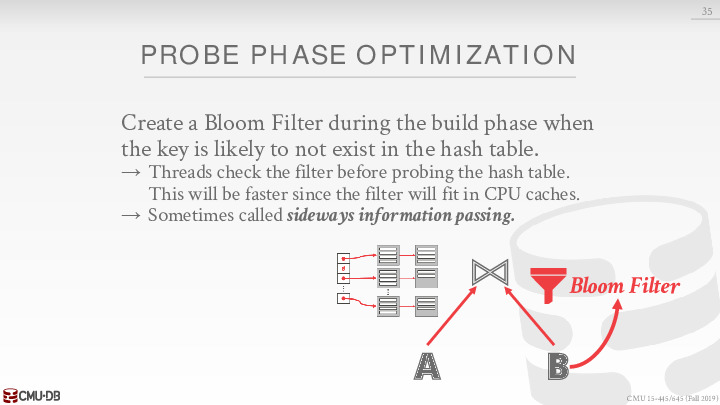 35
PROBE PHASE OPTIMIZATION
Create a Bloom Filter during the build phase when
the key is likely to not exist in the hash table.
→ Threads check the filter before probing the hash table.
This will be faster since the filter will fit in CPU caches.
→ Sometimes called sideways information passing.
Bloom Filter
A B
CMU·DB
CMU 15-445/645 (Fall 2019)